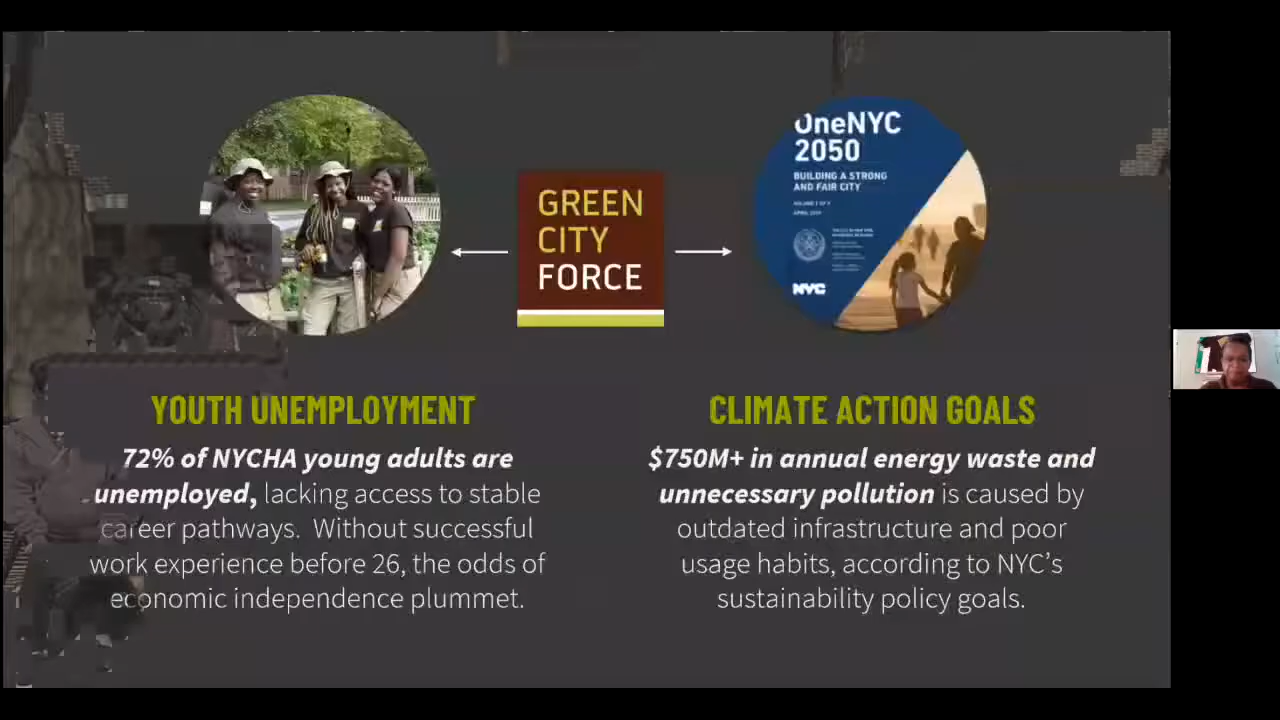 OneNYC
2050
BUILDING A STRONG
AND FAIR CITY
NYC
GREEN
CITY
FORCE
YOUTH UNEMPLOYMENT
72% of NYCHA young adults are
unemployed, lacking access to stable
career pathways. Without successful
work experience before 26, the odds of
economic independence plummet.
CLIMATE ACTION GOALS
$750M+ in annual energy waste and
unnecessary pollution is caused by
outdated infrastructure and poor
usage habits, according to NYC’s
sustainability policy goals.